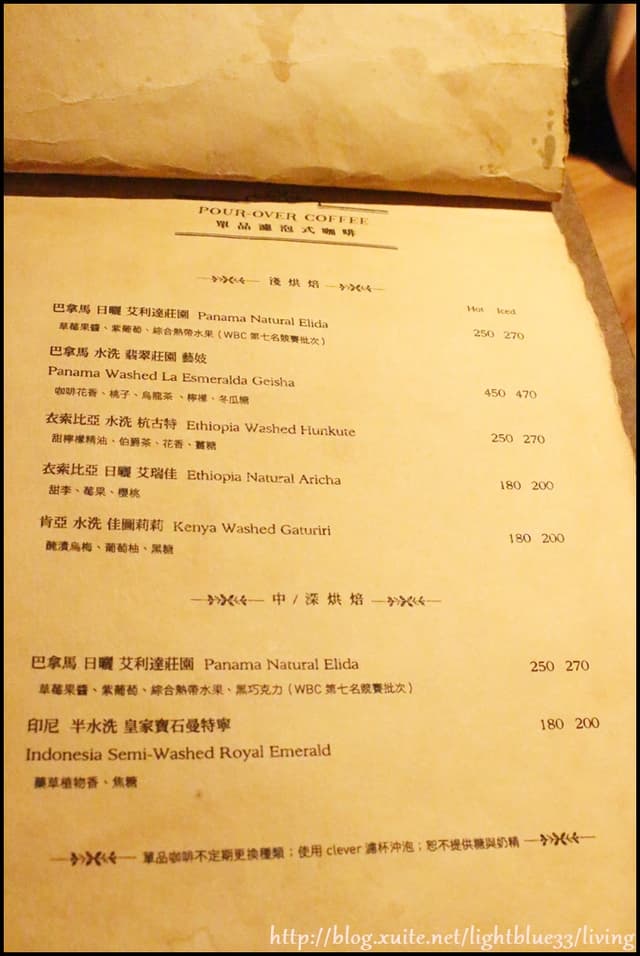 POUR-OVER COFFEE
單品濾泡式咖啡
淺烘焙
Hot Iced
巴拿馬 日曬 艾利達莊園 Panama Natural Elida 250 270
草莓果醬、紫葡萄、綜合熱帶水果（WBC 第七名競賽批次）
巴拿馬 水洗 翡翠莊園 藝妓
Panama Washed La Esmeralda Geisha 450 470
咖啡花香、桃子、烏龍茶、檸檬、冬瓜糖
衣索比亞 水洗 杭古特 Ethiopia Washed Hunkute 250 270
甜檸檬精油、伯爵茶、花香、薑糖
衣索比亞 日曬 艾瑞佳 Ethiopia Natural Aricha 180 200
甜李、莓果、櫻桃
肯亞 水洗 佳圖莉莉 Kenya Washed Gaturiri 180 200
醃漬烏梅、葡萄柚、黑糖
中 / 深烘焙
巴拿馬 日曬 艾利達莊園 Panama Natural Elida 250 270
草莓果醬、紫葡萄、綜合熱帶水果、黑巧克力（WBC 第七名競賽批次）
印尼 半水洗 皇家寶石曼特寧 180 200
Indonesia Semi-Washed Royal Emerald
藥草植物香、焦糖
單品咖啡不定期更換種類；使用 clever 濾杯沖泡；恕不提供糖與奶精
http://blog.xuite.net/lightblue33/living